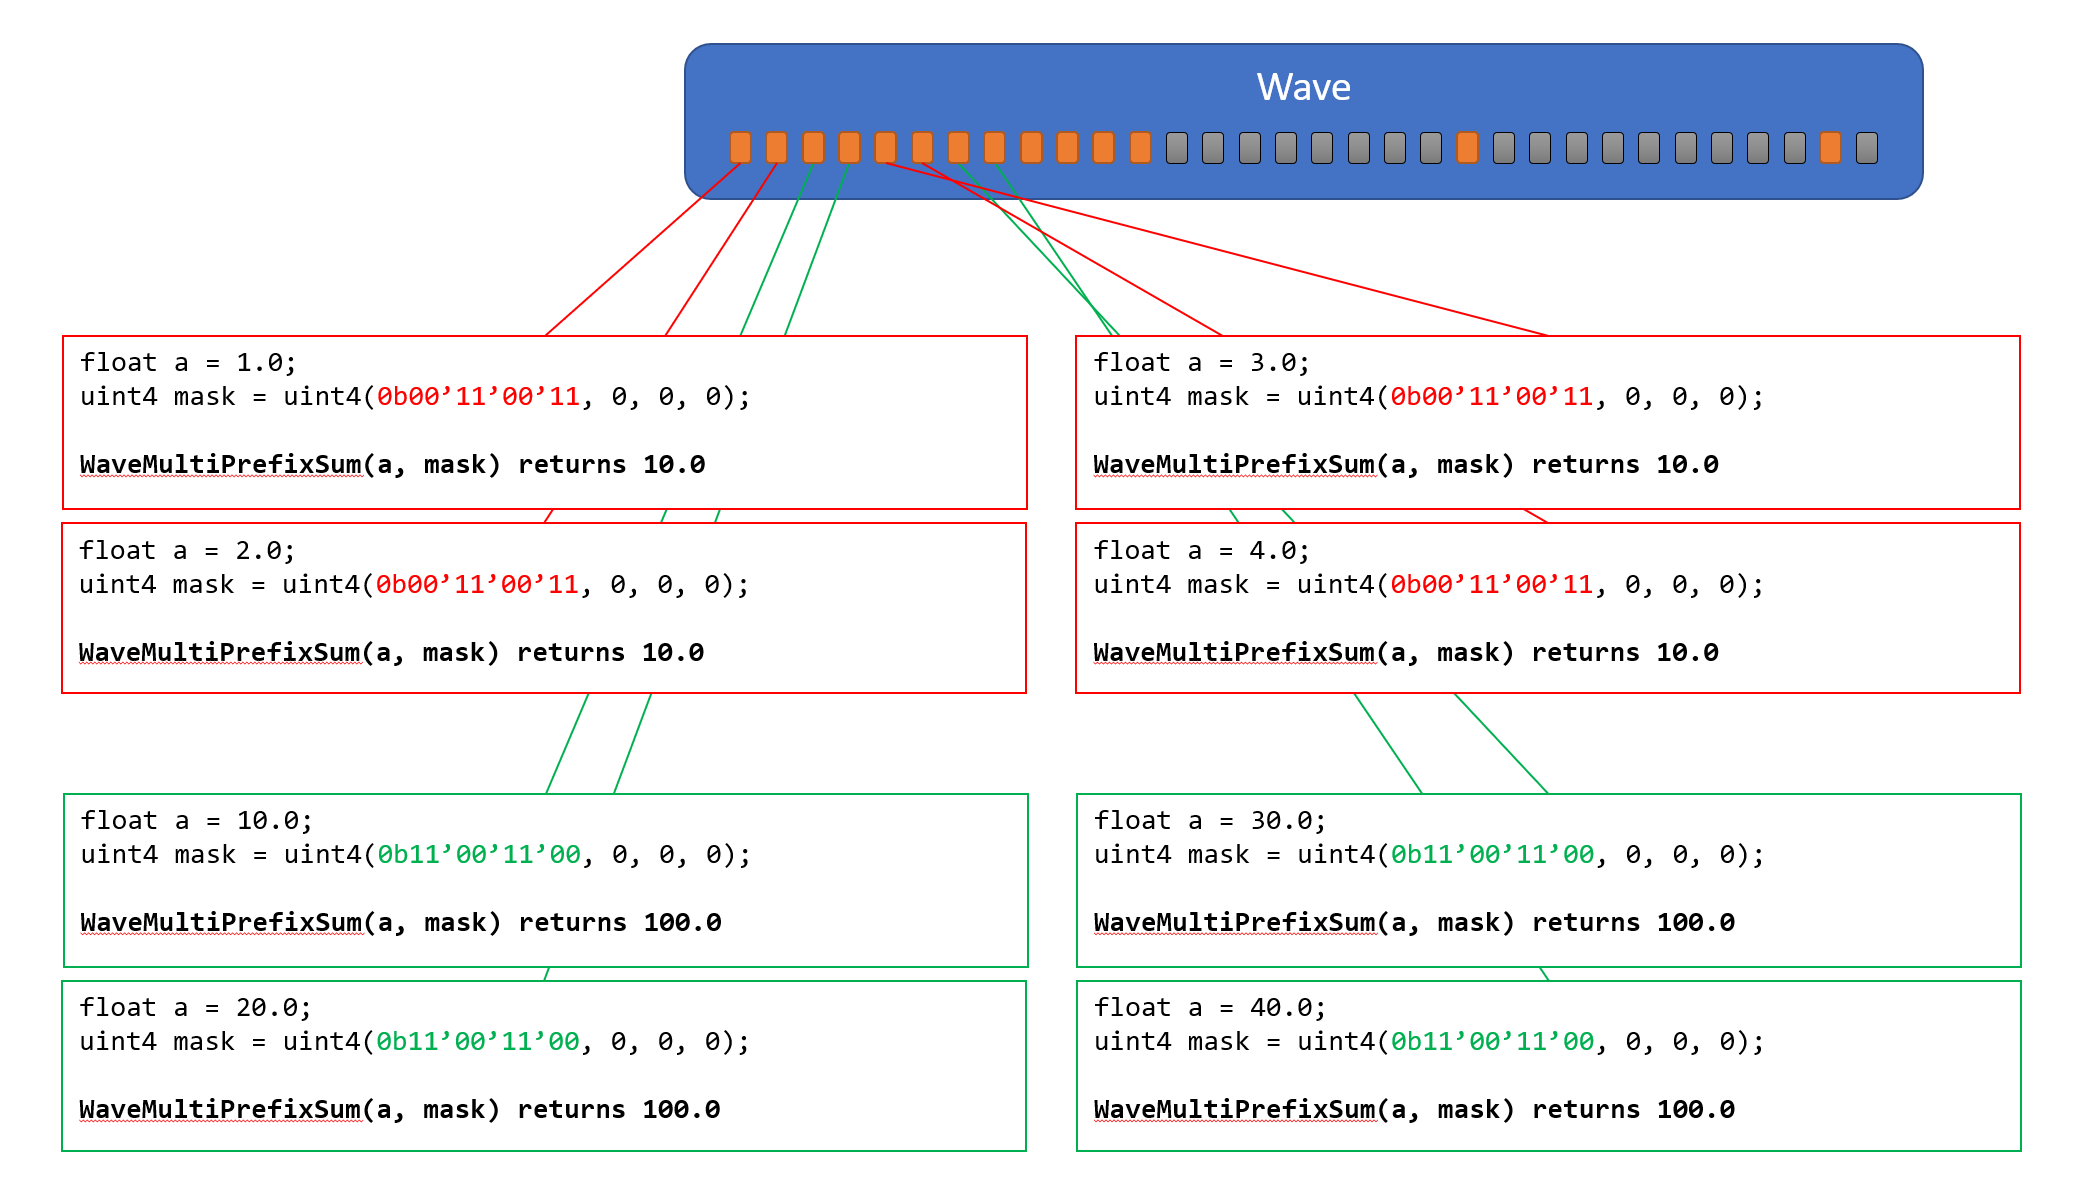 Wave
float a = 1.0;
uint4 mask = uint4(0b00’11’00’11, 0, 0, 0);
WaveMultiPrefixSum(a, mask) returns 10.0
float a = 2.0;
uint4 mask = uint4(0b00’11’00’11, 0, 0, 0);
WaveMultiPrefixSum(a, mask) returns 10.0
float a = 3.0;
uint4 mask = uint4(0b00’11’00’11, 0, 0, 0);
WaveMultiPrefixSum(a, mask) returns 10.0
float a = 4.0;
uint4 mask = uint4(0b00’11’00’11, 0, 0, 0);
WaveMultiPrefixSum(a, mask) returns 10.0
float a = 10.0;
uint4 mask = uint4(0b11’00’11’00, 0, 0, 0);
WaveMultiPrefixSum(a, mask) returns 100.0
float a = 20.0;
uint4 mask = uint4(0b11’00’11’00, 0, 0, 0);
WaveMultiPrefixSum(a, mask) returns 100.0
float a = 30.0;
uint4 mask = uint4(0b11’00’11’00, 0, 0, 0);
WaveMultiPrefixSum(a, mask) returns 100.0
float a = 40.0;
uint4 mask = uint4(0b11’00’11’00, 0, 0, 0);
WaveMultiPrefixSum(a, mask) returns 100.0